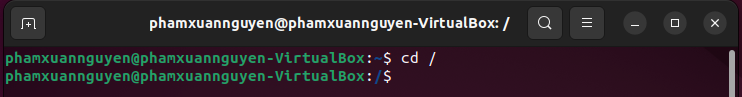 phamxuannguyen@phamxuannguyen-VirtualBox: /
phamxuannguyen@phamxuannguyen-VirtualBox:~$ cd /
phamxuannguyen@phamxuannguyen-VirtualBox:/$